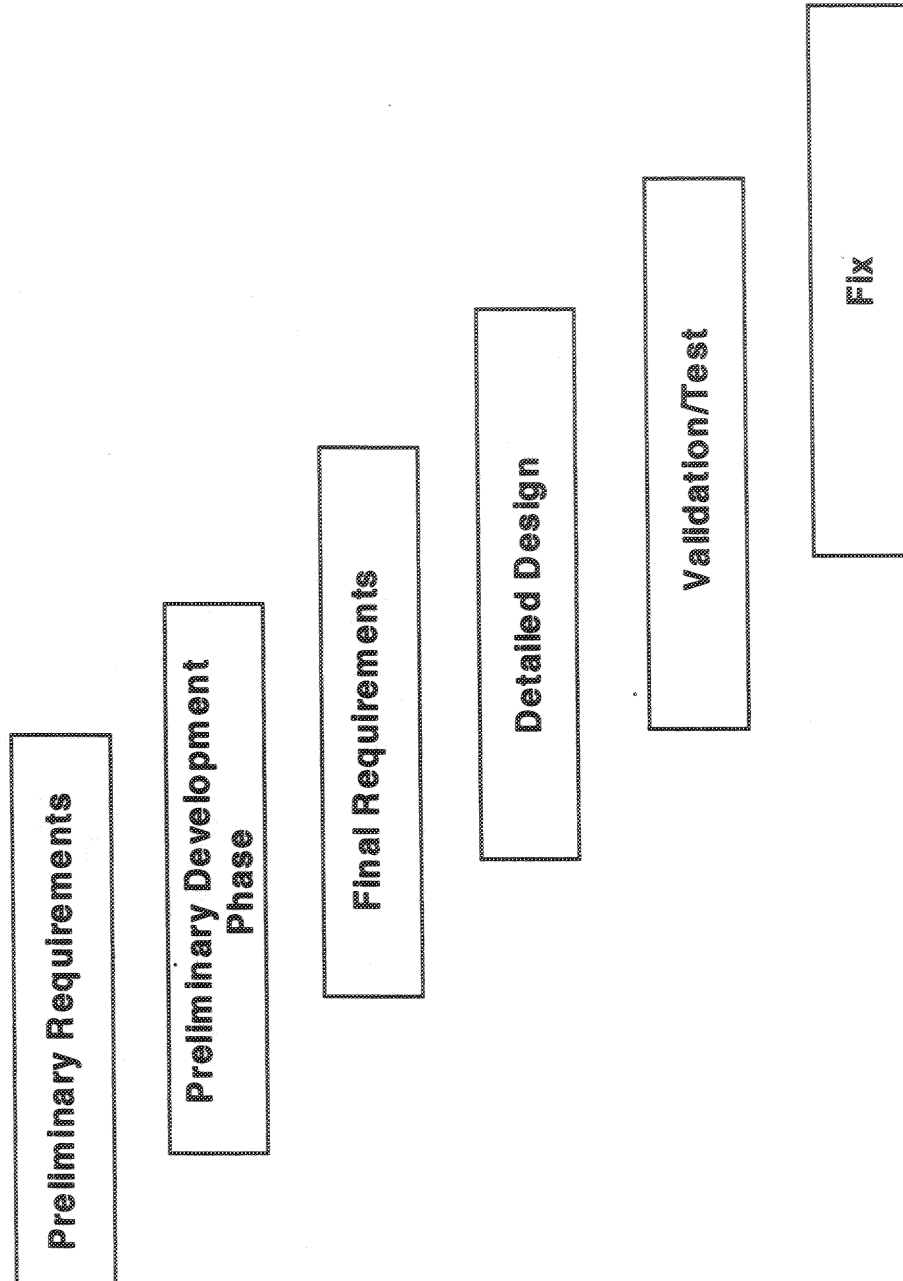 Preliminary Requirements
Preliminary Development
Phase
Final Requirements
Detailed Design
Validation/Test
Fix